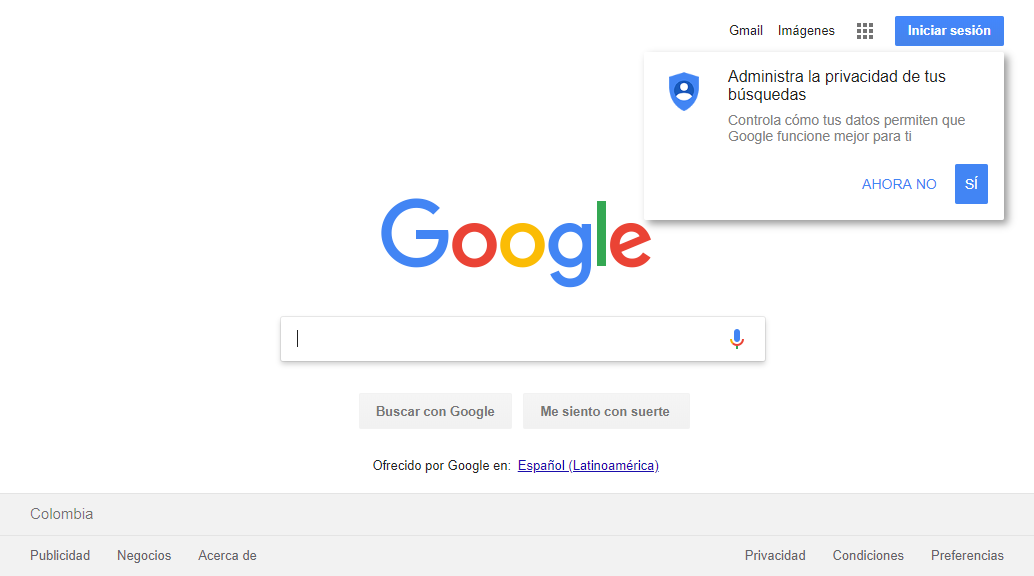 Gmail Imágenes Iniciar sesión
Administra la privacidad de tus
búsquedas
Controla cómo tus datos permiten que
Google funcione mejor para ti
AHORA NO SÍ
Google
Buscar con Google Me siento con suerte
Ofrecido por Google en: Español (Latinoamérica)
Colombia
Publicidad Negocios Acerca de Privacidad Condiciones Preferencias